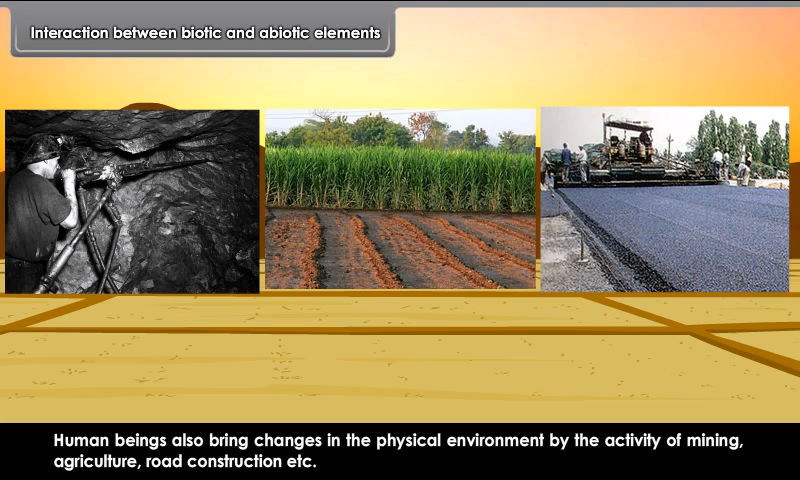 Interaction between biotic and abiotic elements
Human beings also bring changes in the physical environment by the activity of mining,
agriculture, road construction etc.